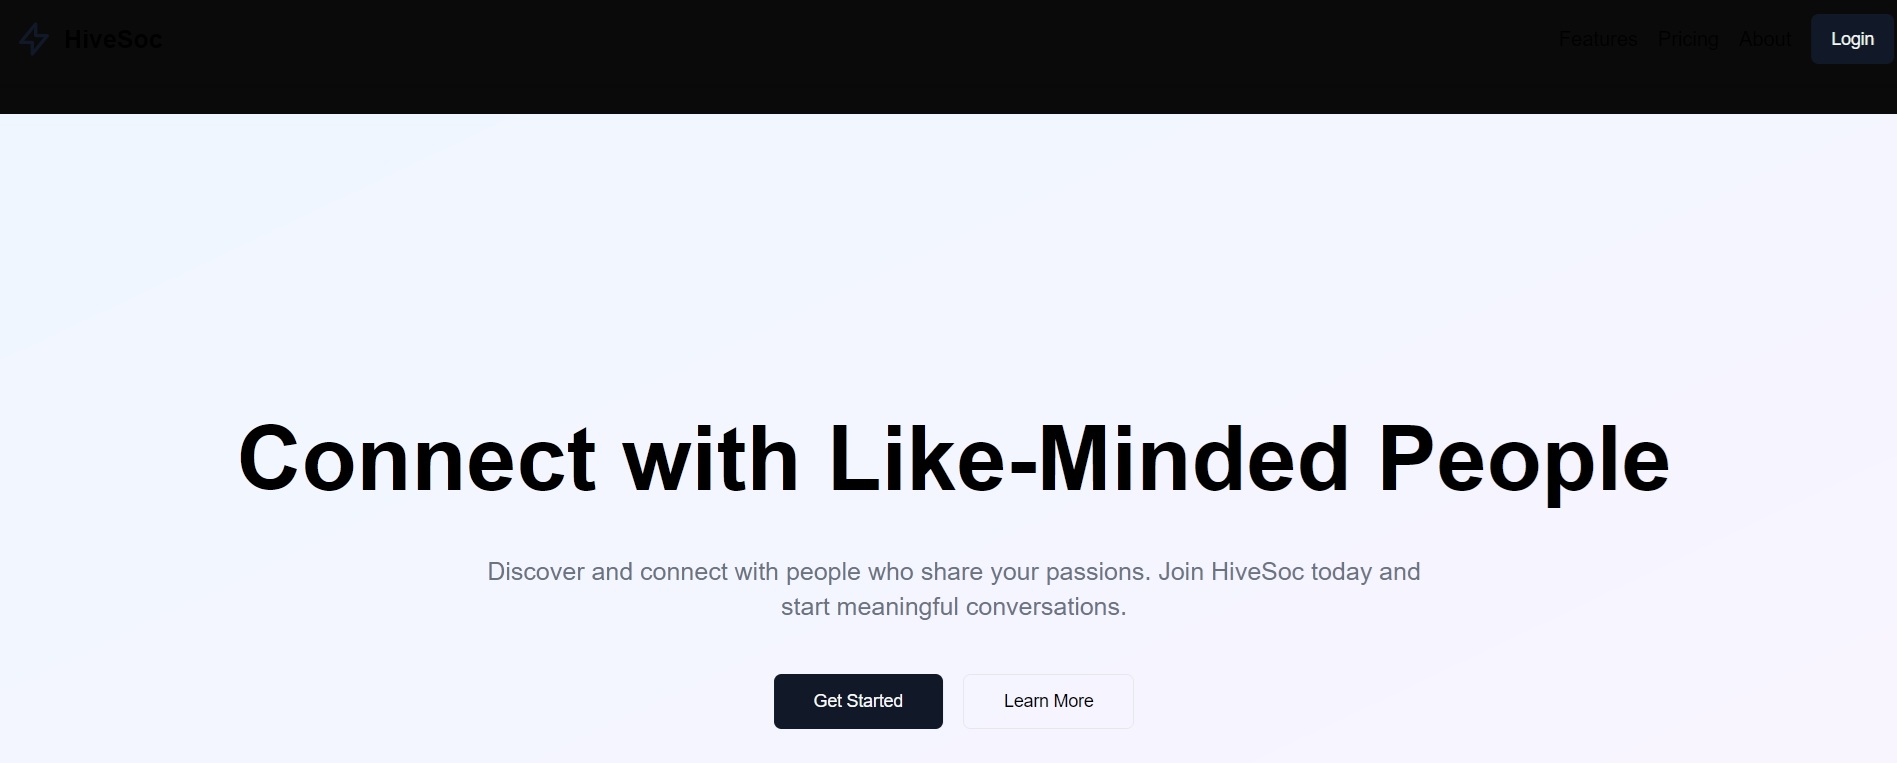 HiveSoc
Features Pricing About Login
Connect with Like-Minded People
Discover and connect with people who share your passions. Join HiveSoc today and
start meaningful conversations.
Get Started Learn More